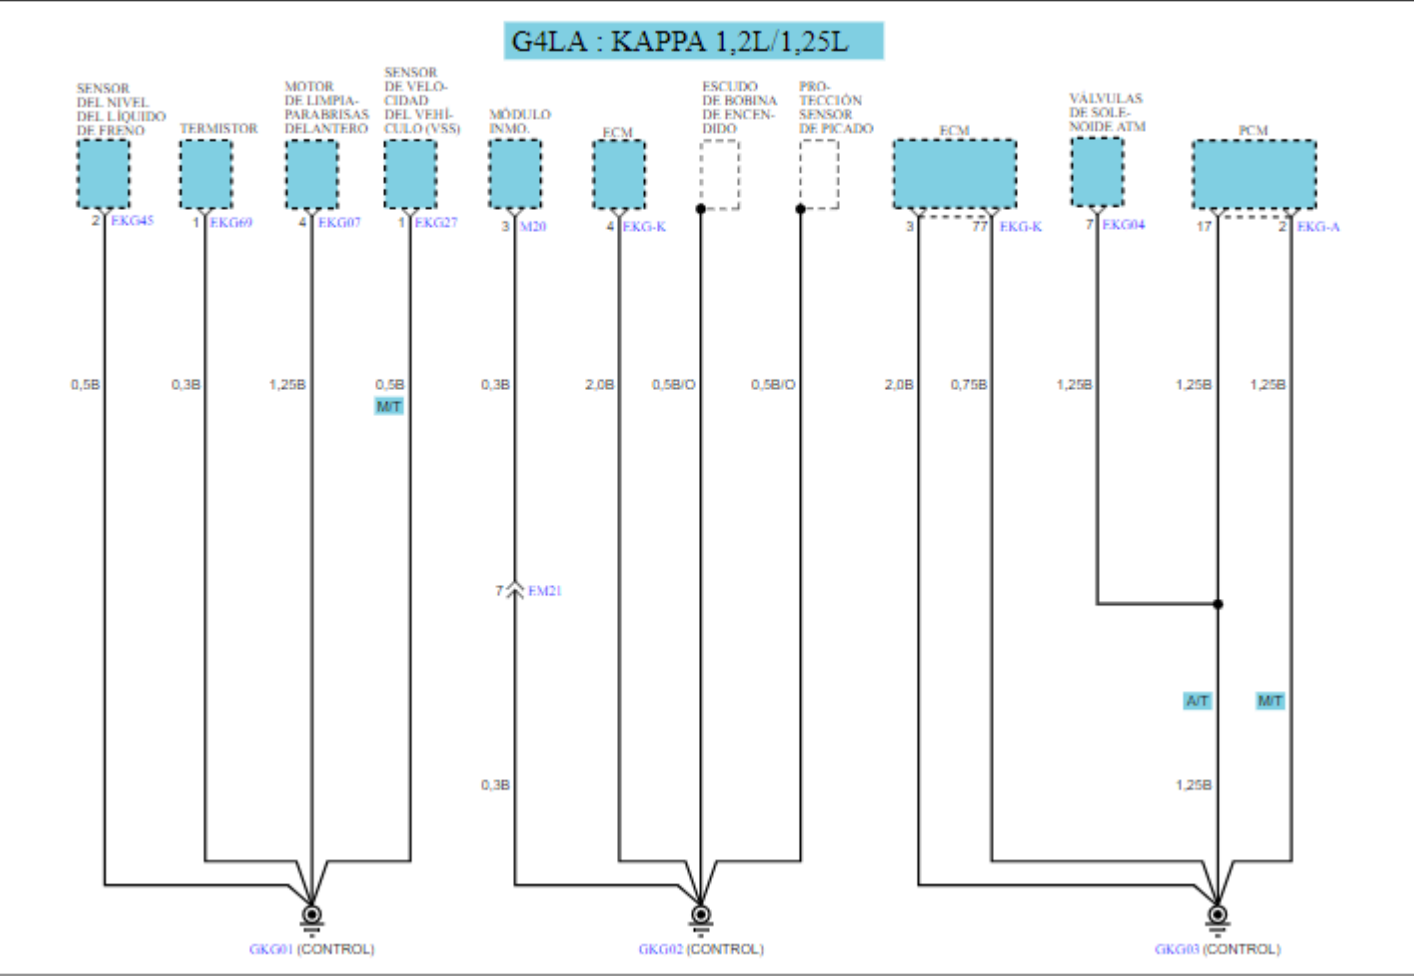 G4LA : KAPPA 1,2L/1,25L
SENSOR
DEL NIVEL
DEL LÍQUIDO
DE FRENO
TERMISTOR
MOTOR
DE LIMPIA-
PARABRISAS
DELANTERO
SENSOR
DE VELO-
CIDAD
DEL VEHÍ-
CULO (VSS)
MÓDULO
INMO.
ECM
ESCUDO
DE BOBINA
DE ENCEN-
DIDO
PRO-
TECCIÓN
SENSOR
DE PICADO
ECM
VÁLVULAS
DE SOLE-
NOIDE ATM
PCM
2 EKG45
1 EKG69
4 EKG07
1 EKG27
3 M20
4 EKG-K
3
77 EKG-K
7 EKG04
17
2 EKG-A
0,5B
0,3B
1,25B
0,5B
M/T
0,3B
2,0B
0,5B/O
0,5B/O
2,0B
0,75B
1,25B
1,25B
1,25B
7 EM21
A/T
M/T
0,3B
1,25B
GKG01 (CONTROL)
GKG02 (CONTROL)
GKG03 (CONTROL)